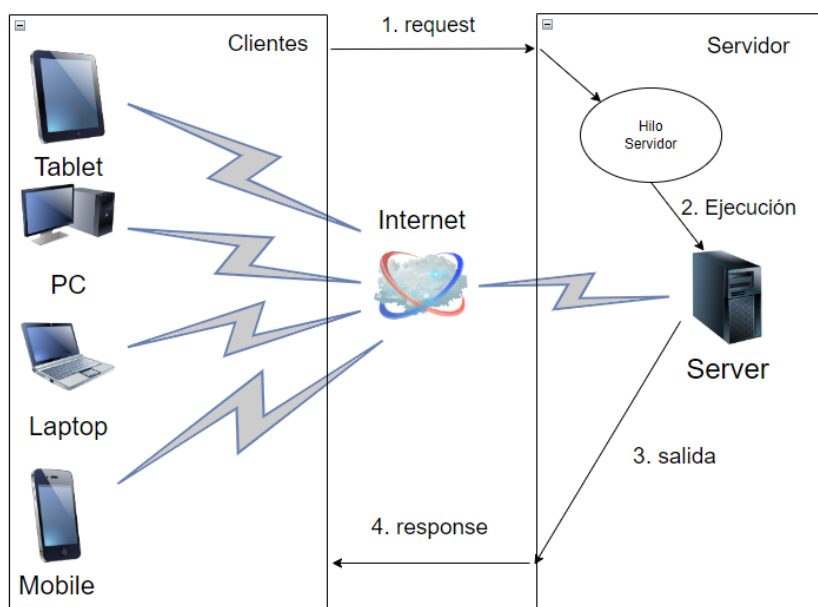 Clientes
1. request
Servidor
Tablet
Hilo
Servidor
2. Ejecución
Internet
PC
Server
Laptop
3. salida
4. response
Mobile